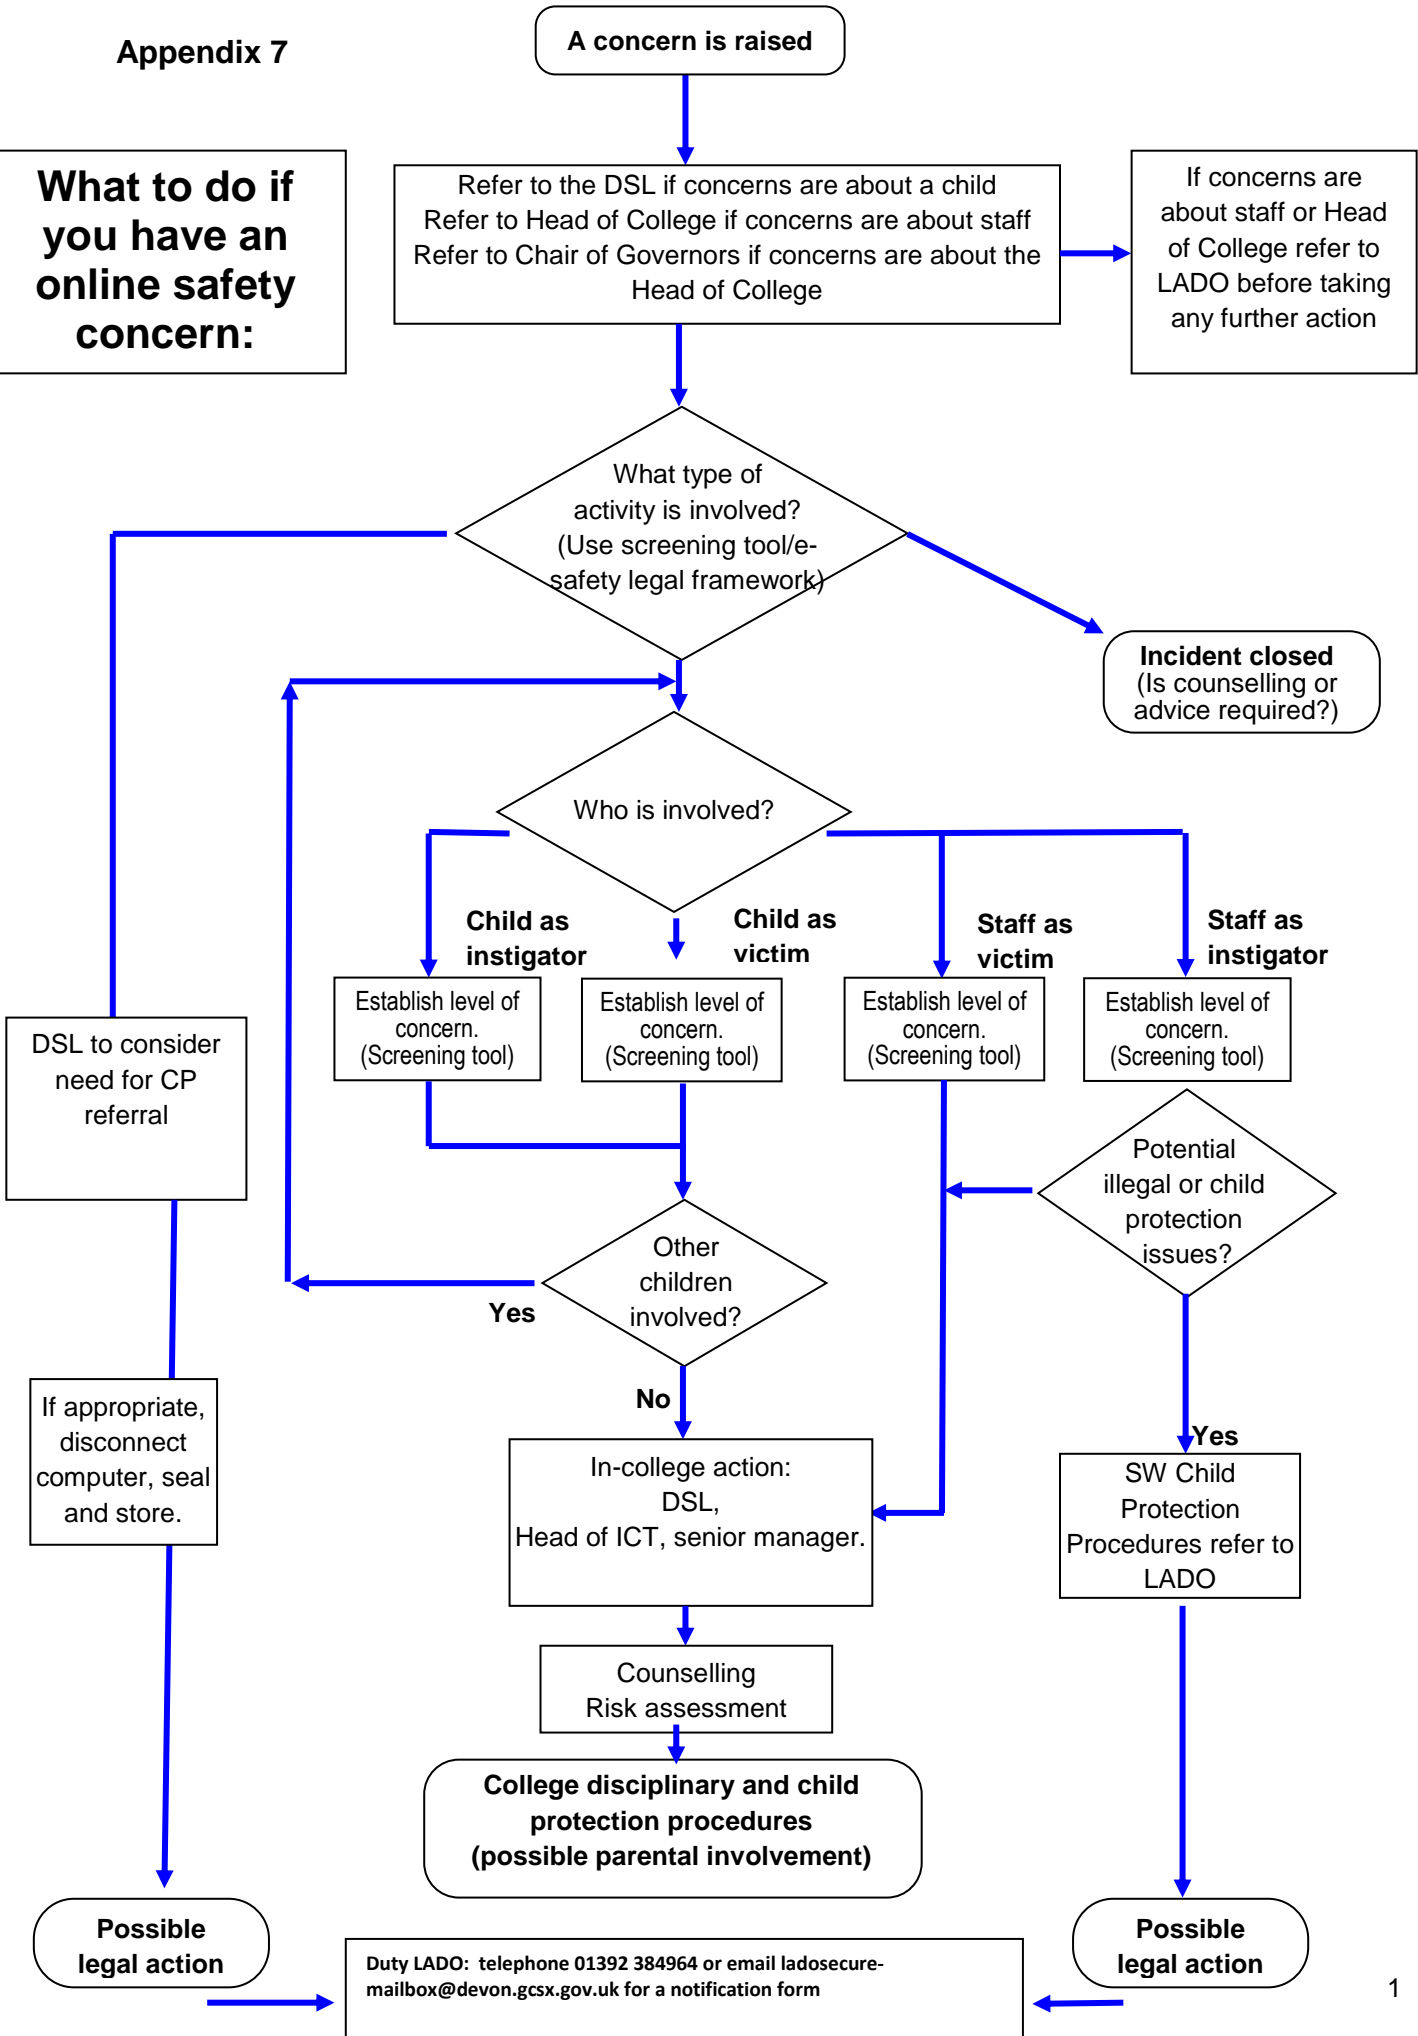 Appendix 7
A concern is raised
What to do if
you have an
online safety
concern:
Refer to the DSL if concerns are about a child
Refer to Head of College if concerns are about staff
Refer to Chair of Governors if concerns are about the
Head of College
If concerns are
about staff or Head
of College refer to
LADO before taking
any further action
What type of
activity is involved?
(Use screening tool/e-
safety legal framework)
Incident closed
(Is counselling or
advice required?)
Who is involved?
Child as
instigator
Child as
victim
Staff as
victim
Staff as
instigator
Establish level of
concern.
(Screening tool)
Establish level of
concern.
(Screening tool)
Establish level of
concern.
(Screening tool)
Establish level of
concern.
(Screening tool)
DSL to consider
need for CP
referral
Potential
illegal or child
protection
issues?
Other
children
involved?
Yes
No
If appropriate,
disconnect
computer, seal
and store.
In-college action:
DSL,
Head of ICT, senior manager.
Yes
SW Child
Protection
Procedures refer to
LADO
Counselling
Risk assessment
College disciplinary and child
protection procedures
(possible parental involvement)
Possible
legal action
Possible
legal action
Duty LADO: telephone 01392 384964 or email ladosecure-
mailbox@devon.gcsx.gov.uk for a notification form
1